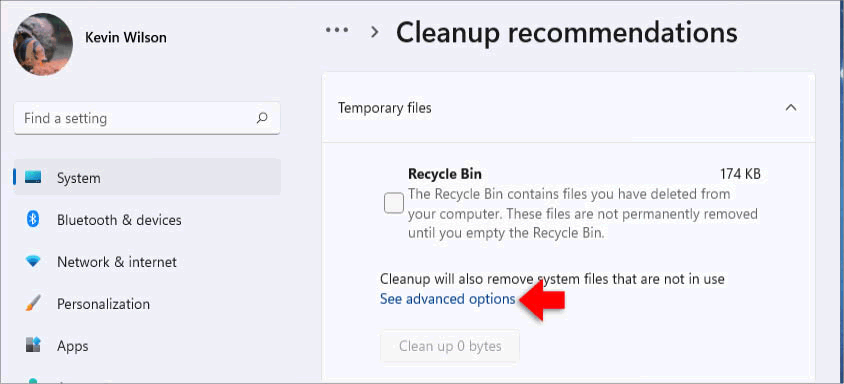 Kevin Wilson
Find a setting
System
Bluetooth & devices
Network & internet
Personalization
Apps
... > Cleanup recommendations
Temporary files
Recycle Bin 174 KB
The Recycle Bin contains files you have deleted from
your computer. These files are not permanently removed
until you empty the Recycle Bin.
Cleanup will also remove system files that are not in use
See advanced options
Clean up 0 bytes